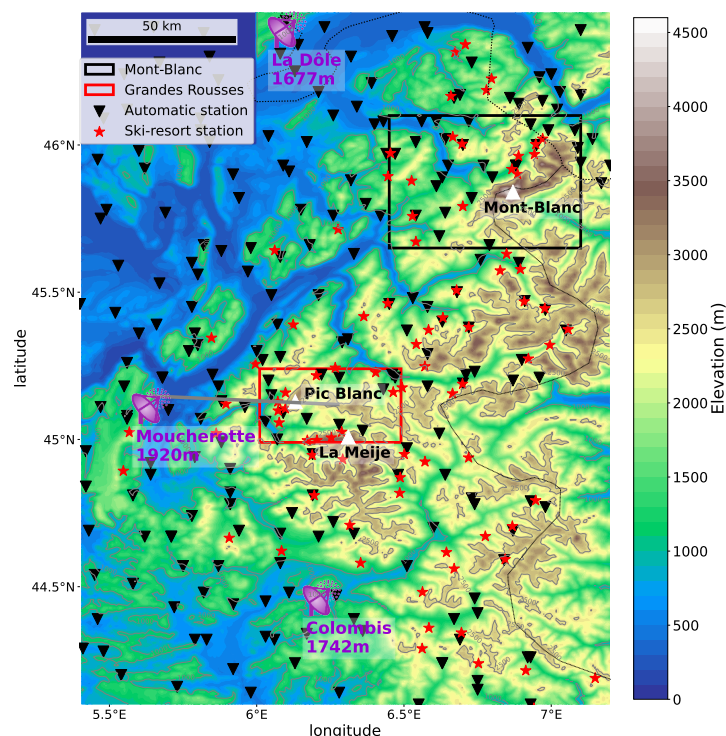 50 km
Mont-Blanc
Grandes Rousses
Automatic station
Ski-resort station
La Dôle
1677m
Mont-Blanc
Pic Blanc
La Meije
Moucherotte
1920m
Colombis
1742m
46°N
45.5°N
45°N
44.5°N
latitude
5.5°E
6°E
6.5°E
7°E
longitude
4500
4000
3500
3000
2500
2000
1500
1000
500
0
Elevation (m)